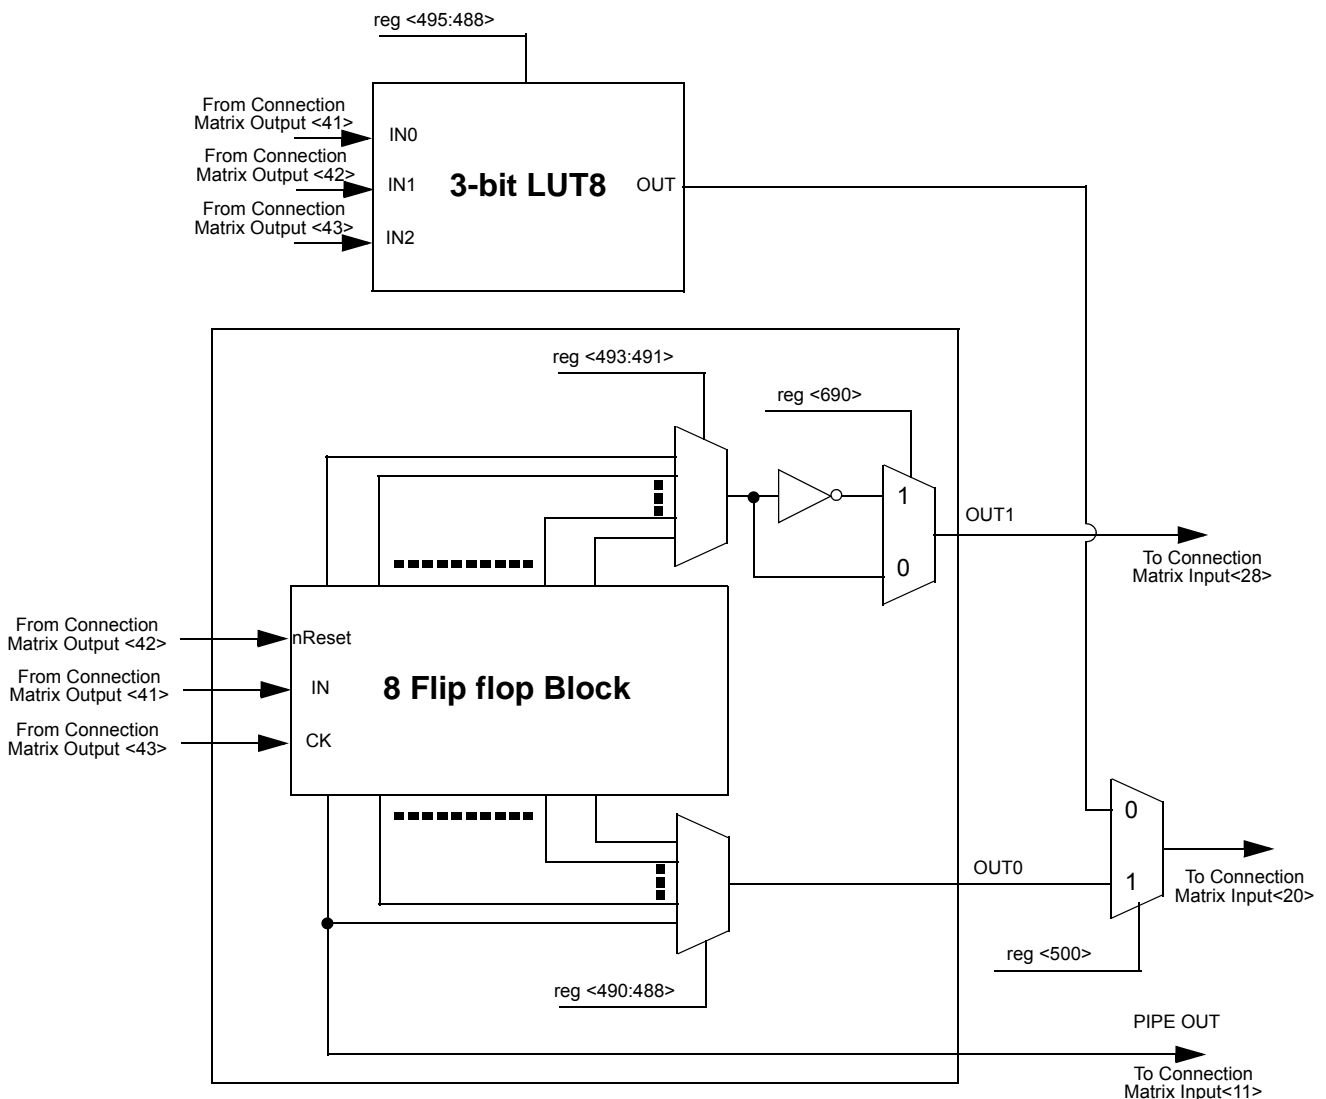 reg <495:488>
From Connection
Matrix Output <41>
IN0
From Connection
Matrix Output <42>
IN1
3-bit LUT8
OUT
From Connection
Matrix Output <43>
IN2
reg <493:491>
reg <690>
1
OUT1
0
To Connection
Matrix Input<28>
From Connection
Matrix Output <42>
nReset
From Connection
Matrix Output <41>
IN
8 Flip flop Block
From Connection
Matrix Output <43>
CK
0
OUT0
1
To Connection
Matrix Input<20>
reg <500>
reg <490:488>
PIPE OUT
To Connection
Matrix Input<11>